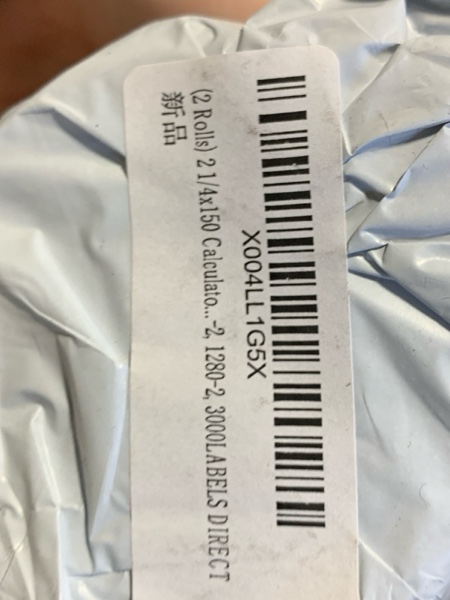 X004LL1G5X
(2 Rolls) 2 1/4x150 Calculato... -2, 1280-2, 3000LABELS DIRECT
新品